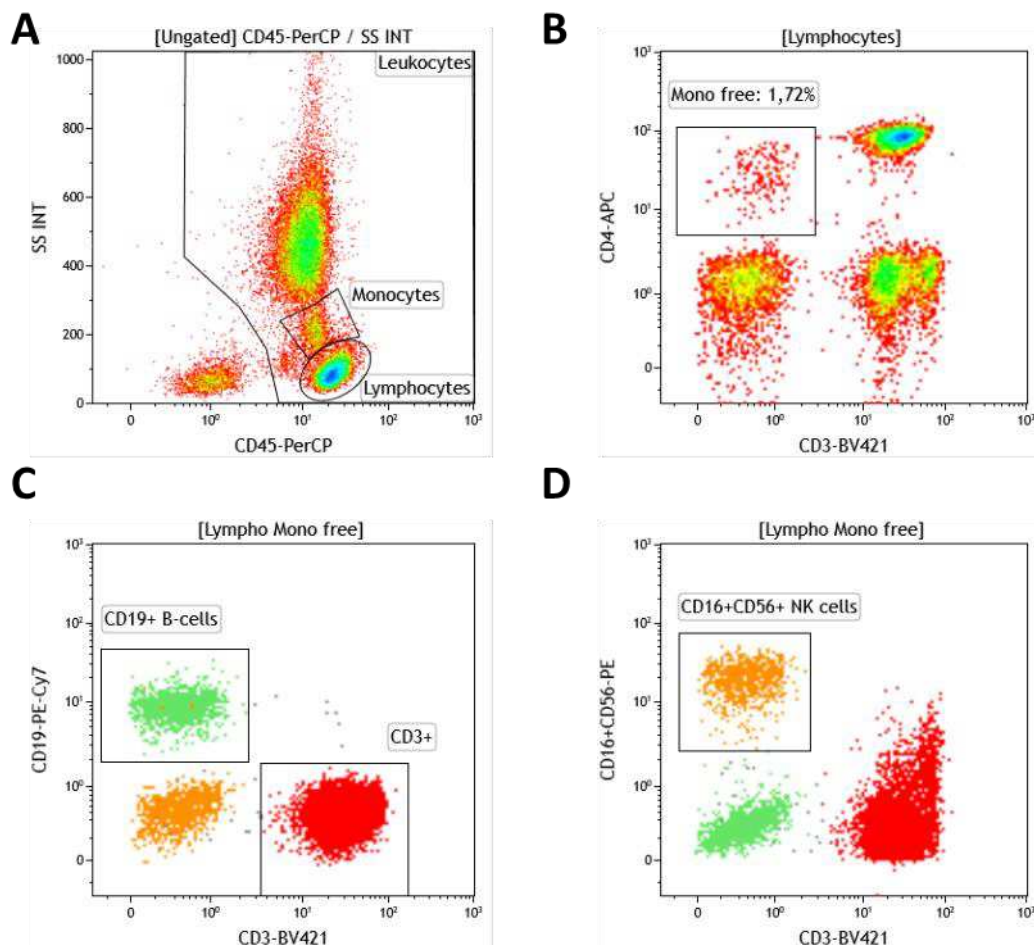 A
[Ungated] CD45-PerCP / SS INT
1000
800
600
400
200
0
SS INT
Leukocytes
Monocytes
Lymphocytes
0
10⁰
10¹
10²
10³
CD45-PerCP
B
[Lymphocytes]
10³
10²
10¹
10⁰
0
CD4-APC
Mono free: 1,72%
0
10⁰
10¹
10²
10³
CD3-BV421
C
[Lympho Mono free]
10³
10²
10¹
10⁰
0
CD19-PE-Cy7
CD19+ B-cells
CD3+
0
10⁰
10¹
10²
10³
CD3-BV421
D
[Lympho Mono free]
10³
10²
10¹
10⁰
0
CD16+CD56-PE
CD16+CD56+ NK cells
0
10⁰
10¹
10²
10³
CD3-BV421